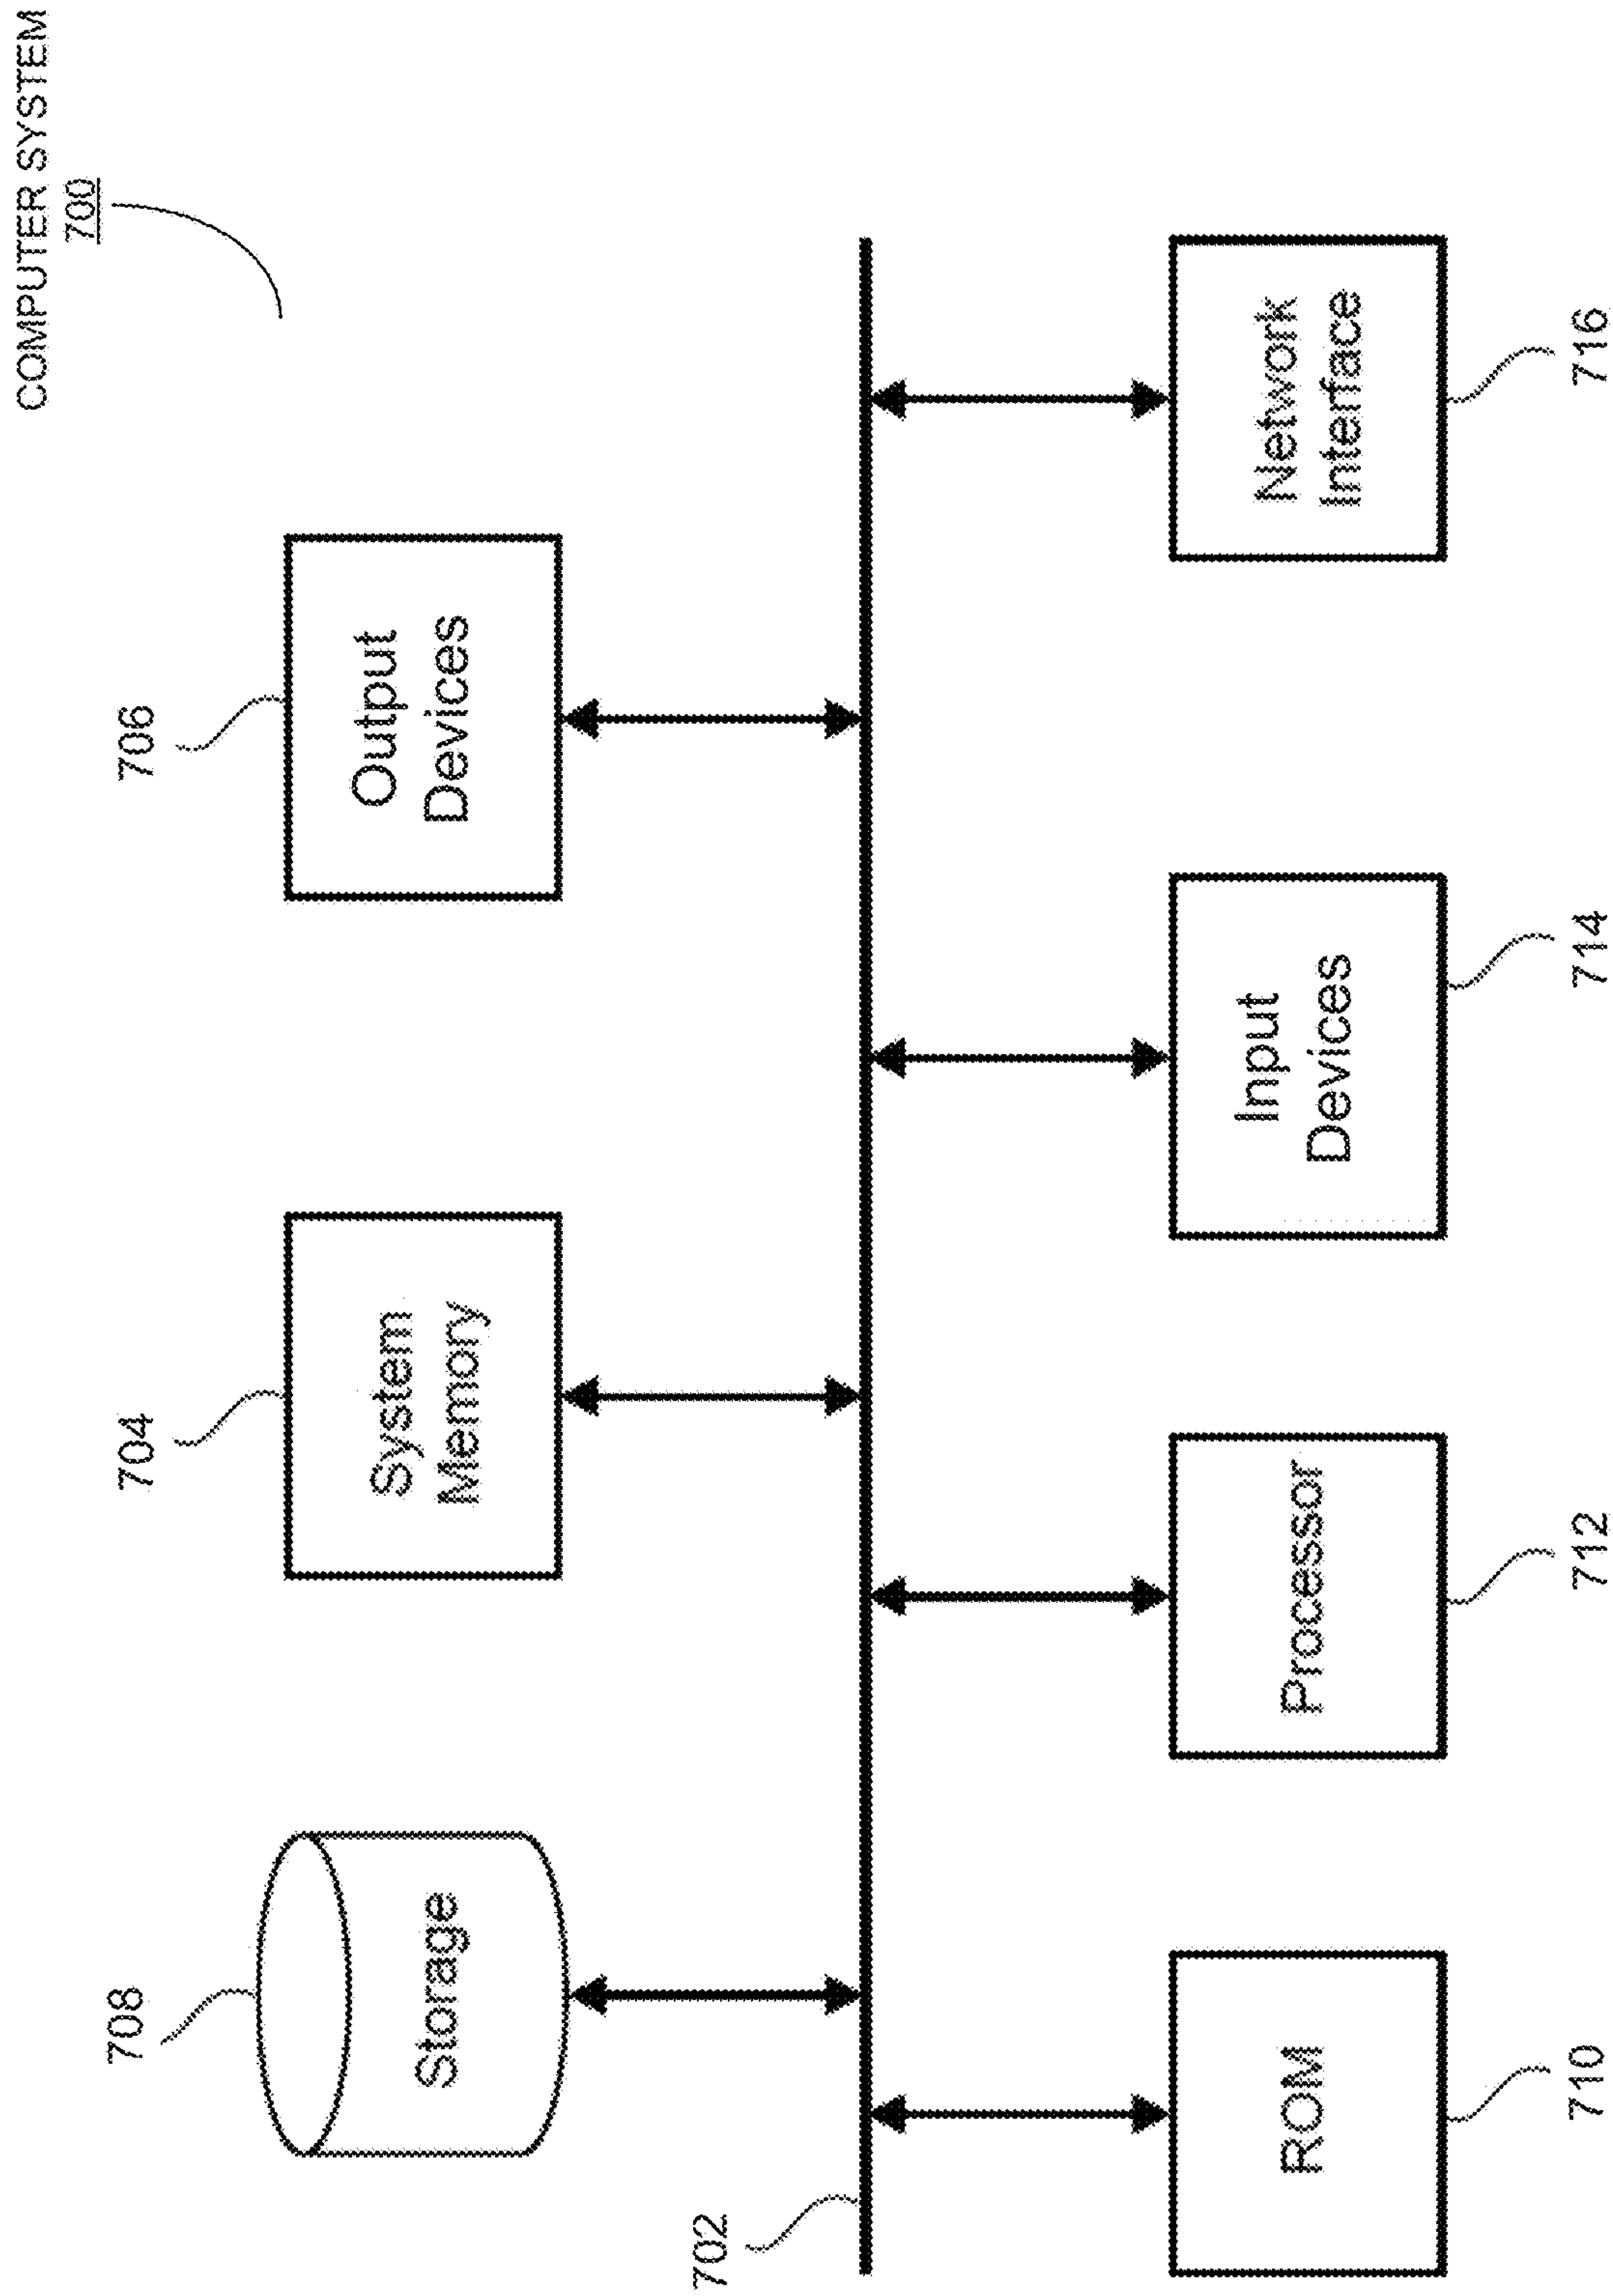 COMPUTER SYSTEM
700
708
704
706
Storage
System
Memory
Output
Devices
702
ROM
Processor
Input
Devices
Network
Interface
710
712
714
716